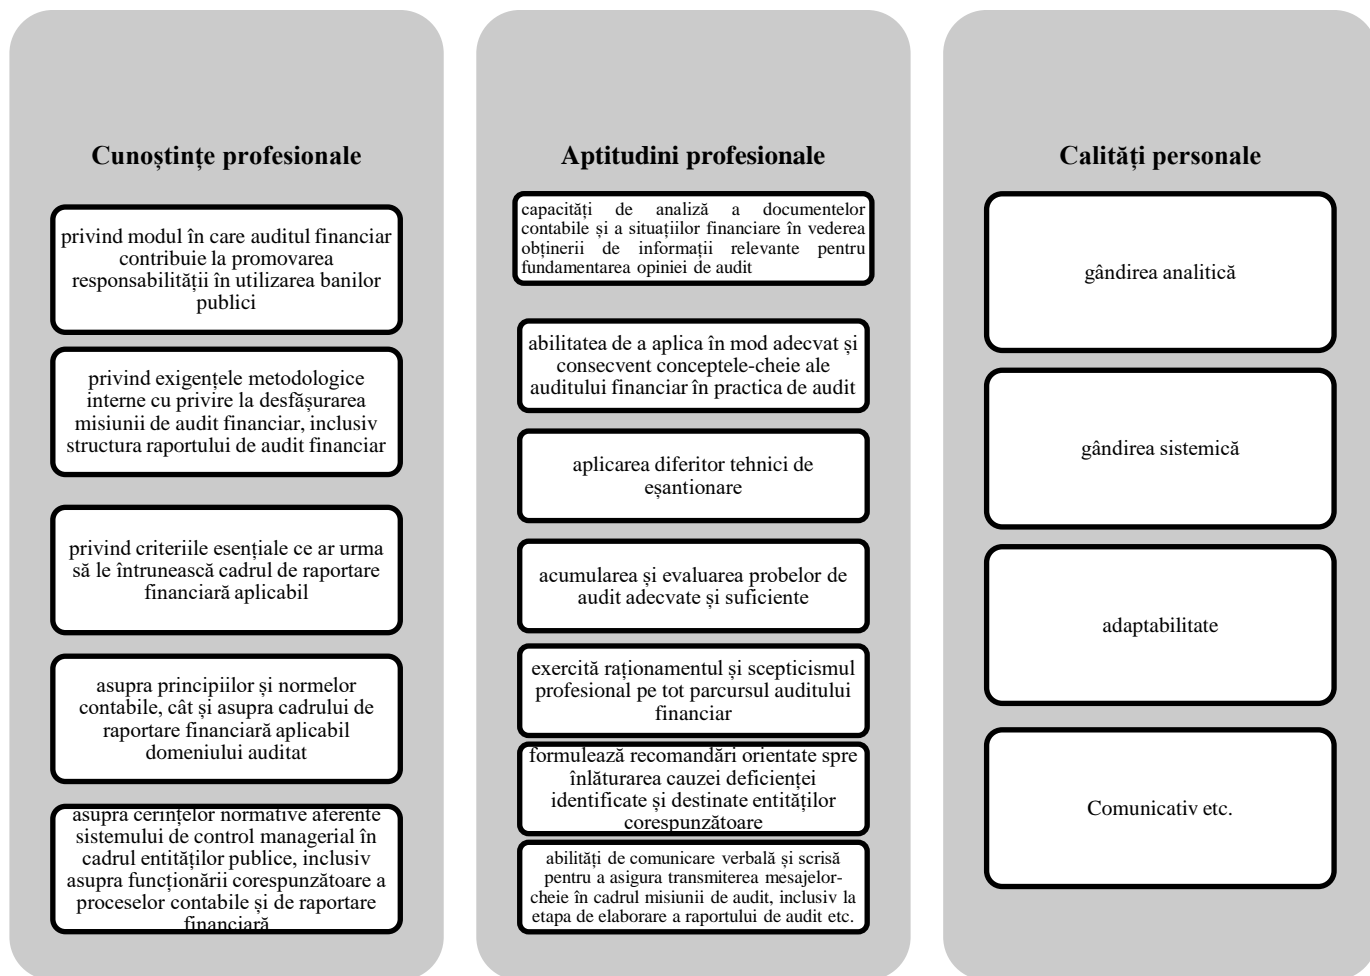 Cunoștințe profesionale
privind modul în care auditul financiar
contribuie la promovarea
responsabilității în utilizarea banilor
publici
privind exigențele metodologice
interne cu privire la desfășurarea
misiunii de audit financiar, inclusiv
structura raportului de audit financiar
privind criteriile esențiale ce ar urma
să le întrunească cadrul de raportare
financiară aplicabil
asupra principiilor și normelor
contabile, cât și asupra cadrului de
raportare financiară aplicabil
domeniului auditat
asupra cerințelor normative aferente
sistemului de control managerial în
cadrul entităților publice, inclusiv
asupra funcționării corespunzătoare a
proceselor contabile și de raportare
financiară
Aptitudini profesionale
capacități de analiză a documentelor
contabile și a situațiilor financiare în vederea
obținerii de informații relevante pentru
fundamentarea opiniei de audit
abilitatea de a aplica în mod adecvat și
consecvent conceptele-cheie ale
auditului financiar în practica de audit
aplicarea diferitor tehnici de
eșantionare
acumularea și evaluarea probelor de
audit adecvate și suficiente
exercită raționamentul și scepticismul
profesional pe tot parcursul auditului
financiar
formulează recomandări orientate spre
înlăturarea cauzei deficienței
identificate și destinate entităților
corespunzătoare
abilități de comunicare verbală și scrisă
pentru a asigura transmiterea mesajelor-
cheie în cadrul misiunii de audit, inclusiv la
etapa de elaborare a raportului de audit etc.
Calități personale
gândirea analitică
gândirea sistemică
adaptabilitate
Comunicativ etc.